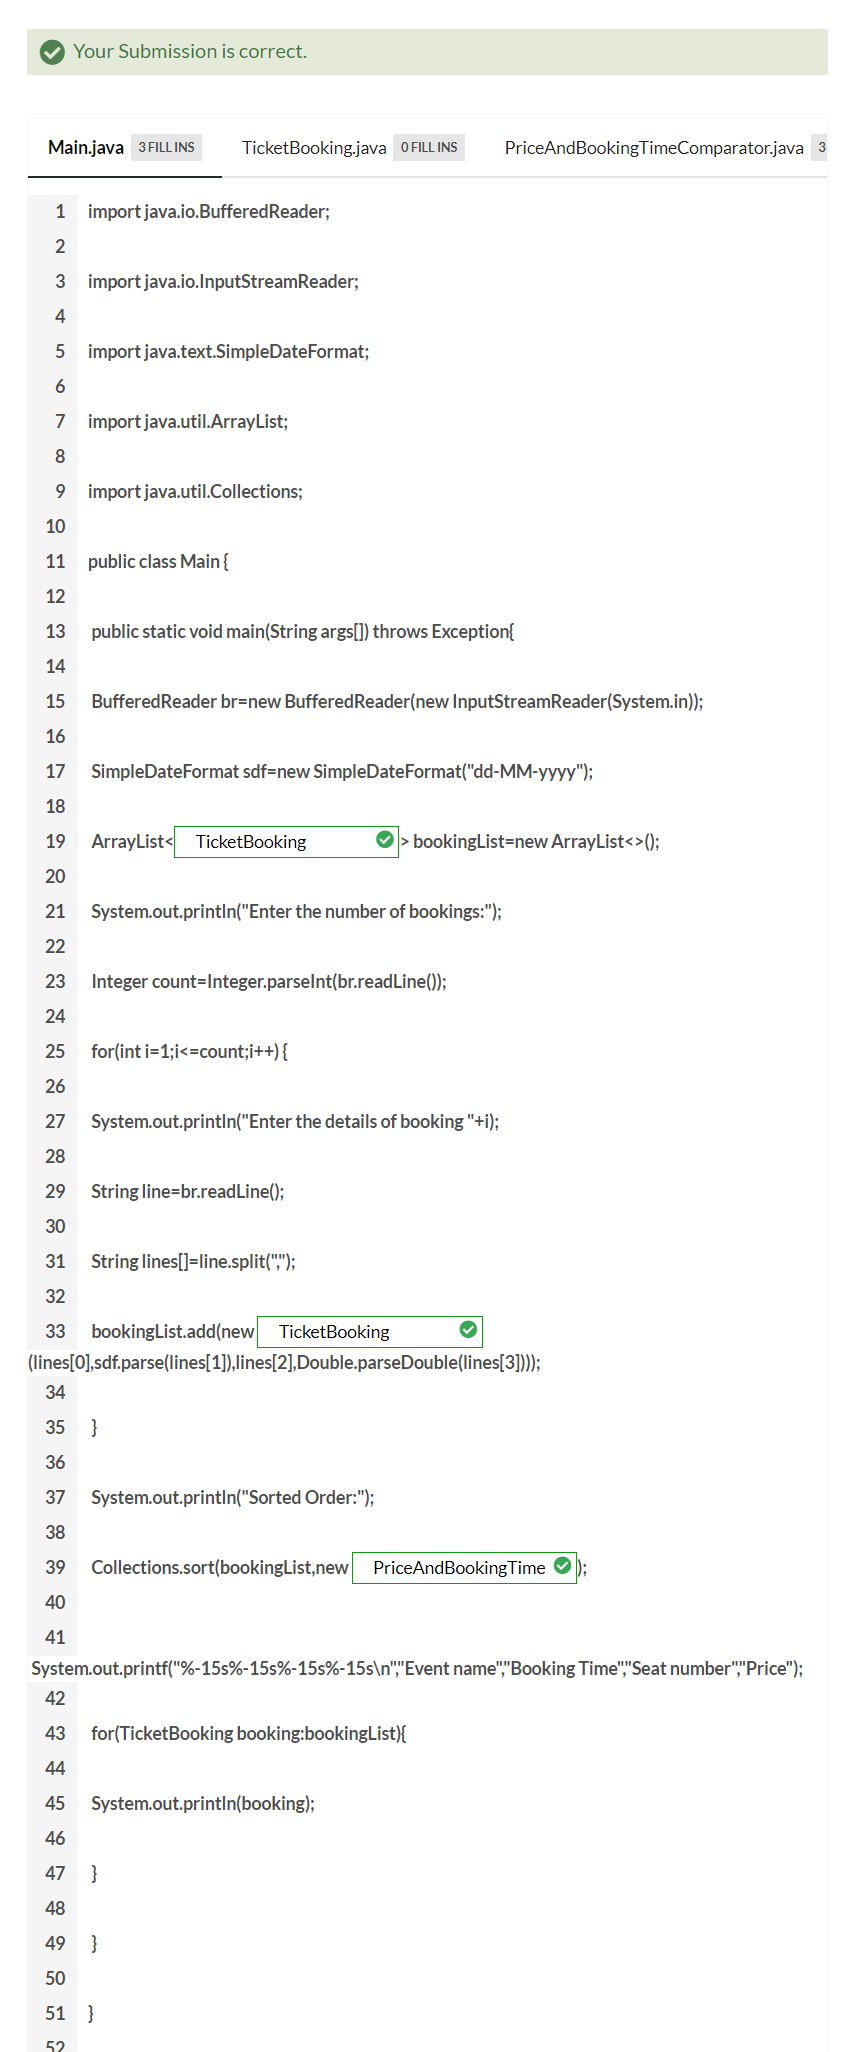 Your Submission is correct.
Main.java 3 FILL INS TicketBooking.java 0 FILL INS PriceAndBookingTimeComparator.java 3
1 import java.io.BufferedReader;
2
3 import java.io.InputStreamReader;
4
5 import java.text.SimpleDateFormat;
6
7 import java.util.ArrayList;
8
9 import java.util.Collections;
10
11 public class Main {
12
13 public static void main(String args[]) throws Exception{
14
15 BufferedReader br=new BufferedReader(new InputStreamReader(System.in));
16
17 SimpleDateFormat sdf=new SimpleDateFormat("dd-MM-yyyy");
18
19 ArrayList< TicketBooking > bookingList=new ArrayList<>();
20
21 System.out.println("Enter the number of bookings:");
22
23 Integer count=Integer.parseInt(br.readLine());
24
25 for(int i=1;i<=count;i++) {
26
27 System.out.println("Enter the details of booking "+i);
28
29 String line=br.readLine();
30
31 String lines[]=line.split(",");
32
33 bookingList.add(new TicketBooking
(lines[0],sdf.parse(lines[1]),lines[2],Double.parseDouble(lines[3])));
34
35 }
36
37 System.out.println("Sorted Order:");
38
39 Collections.sort(bookingList,new PriceAndBookingTime );
40
41
System.out.printf("%-15s%-15s%-15s%-15s\n","Event name","Booking Time","Seat number","Price");
42
43 for(TicketBooking booking:bookingList){
44
45 System.out.println(booking);
46
47 }
48
49 }
50
51 }
52